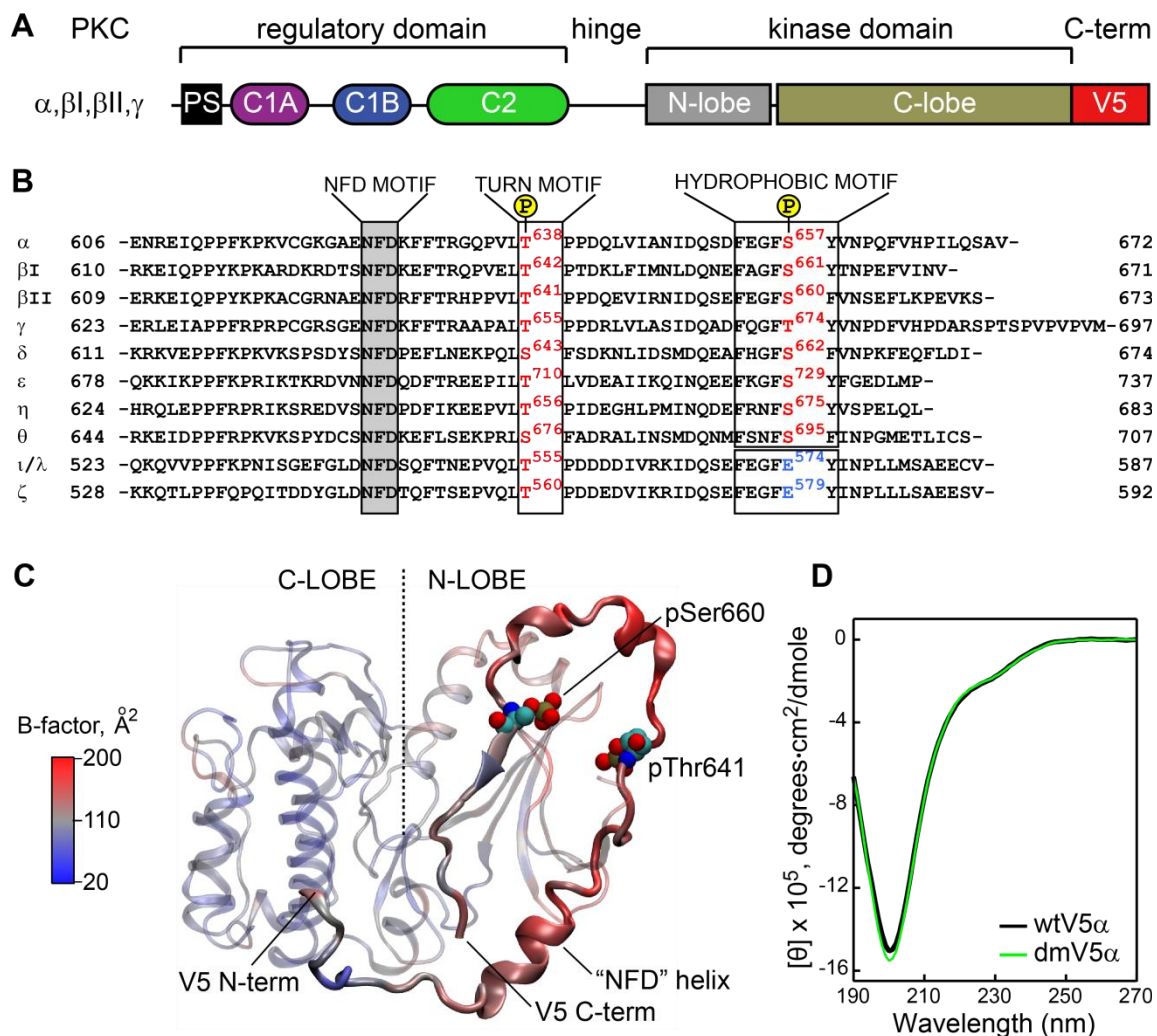 A PKC regulatory domain hinge kinase domain C-term
α,βI,βII,γ PS C1A C1B C2 N-lobe C-lobe V5
B NFD MOTIF TURN MOTIF HYDROPHOBIC MOTIF
P P
α 606 -ENREIQPPFKPKVCGKGAENFDKFFTRGQPVLT638PPDQLVIANIDQSDFEGFS657YVNPQFVHPILQSAV- 672
βI 610 -RKEIQPPYKPKARDKRDTSNFDKEFTRQPVELT642PTDKLFIMNLDQNEFAGFS661YTNPEFVINV- 671
βII 609 -ERKEIQPPYKPKACGRNAENFDRFFTRHPPVLT641PPDQEVIRNIDQSEFEGFS660FVNSEFLKPEVKS- 673
γ 623 -ERLEIAPPFRPRPCGRSGENFDKFFTRAAPALT655PPDRLVLASIDQADFQGFT674YVNPDFVHPDARSPTSPVPVPVM-697
δ 611 -KRKVEPPFKPKVKSPSDYSNFDPEFLNEKPQLS643FSDKNLIDSMDQEAFHGFS662FVNPKFEQFLDI- 674
ε 678 -QKKIKPPFKPRIKTKRDVNNFDQDFTREEPILT710LVDEAIIKQINQEEFKGFS729YFGEDLMP- 737
η 624 -HRQLEPPFRPRIKSREDVSNFDPDFIKEEPVLT656PIDEGHLPMINQDEFRNFS675YVSPELQL- 683
θ 644 -RKEIDPPFRPKVKSPYDCSNFDKEFLSEKPRLS676FADRALINSMDQNMFSNFS695FINPGMETLICS- 707
ι/λ 523 -KQKQVVPPFKPNISGEFGLDNFDSQFTNEPVQLT555PDDDDIVRKIDQSEFEGFE574YINPLLMSAEECV- 587
ζ 528 -KKQTLPPFQPQITDDYGLDNFDTQFTSEPVQLT560PDDEDVIKRIDQSEFEGFE579YINPLLLSAEESV- 592
C C-LOBE N-LOBE
pSer660
pThr641
B-factor, Å2
200
110
20
V5 N-term
"NFD" helix
V5 C-term
D
[θ] x 10^5, degrees·cm2/dmole
0
-4
-8
-12
-16
wtV5α
dmV5α
190 210 230 250 270
Wavelength (nm)